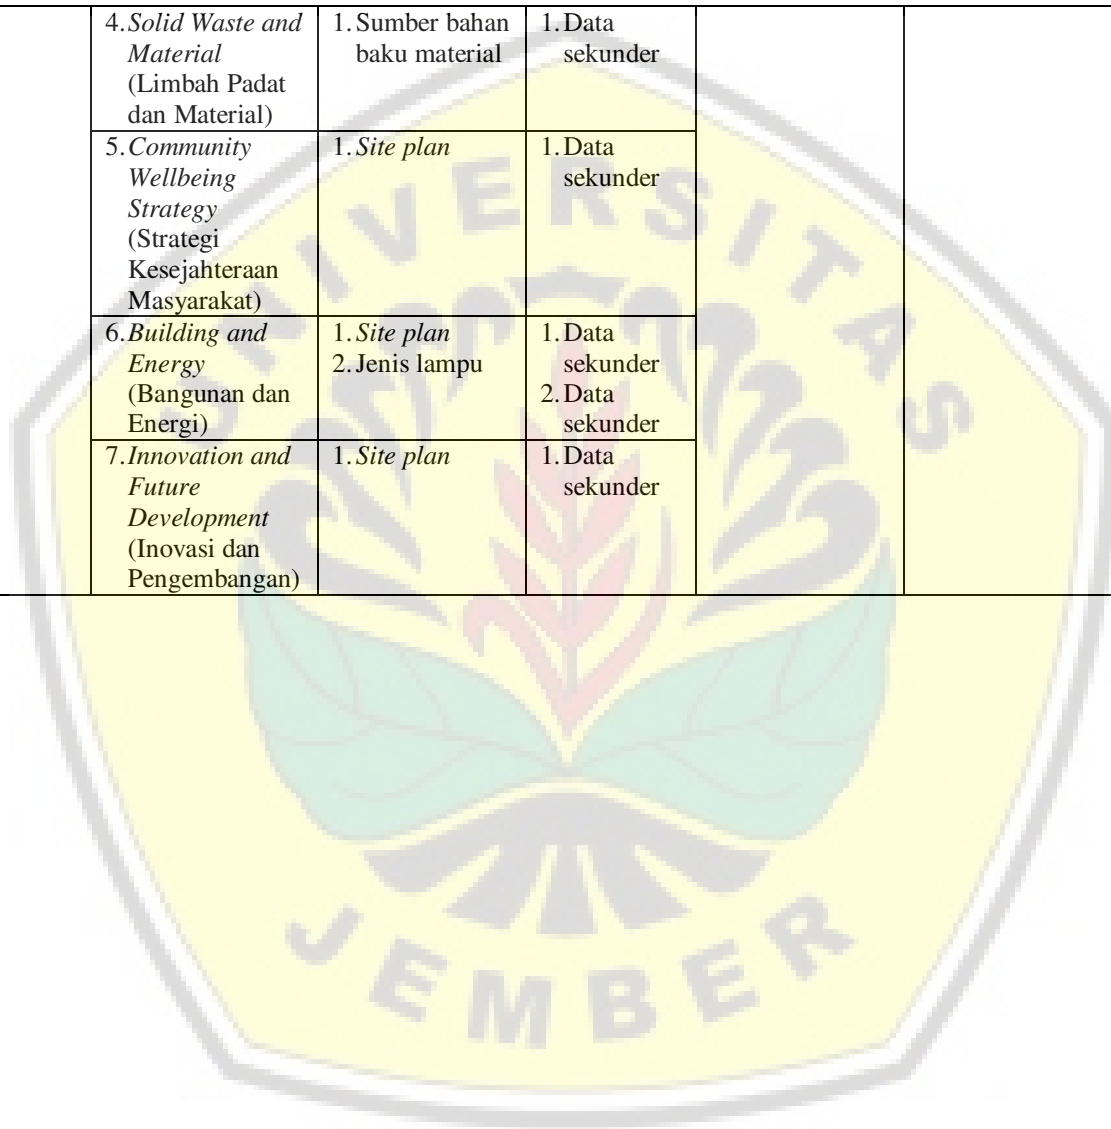 4. Solid Waste and Material (Limbah Padat dan Material)
1. Sumber bahan baku material
1. Data sekunder
5. Community Wellbeing Strategy (Strategi Kesejahteraan Masyarakat)
1. Site plan
1. Data sekunder
6. Building and Energy (Bangunan dan Energi)
1. Site plan
2. Jenis lampu
1. Data sekunder
2. Data sekunder
7. Innovation and Future Development (Inovasi dan Pengembangan)
1. Site plan
1. Data sekunder
UNIVERSITAS
JEMBER